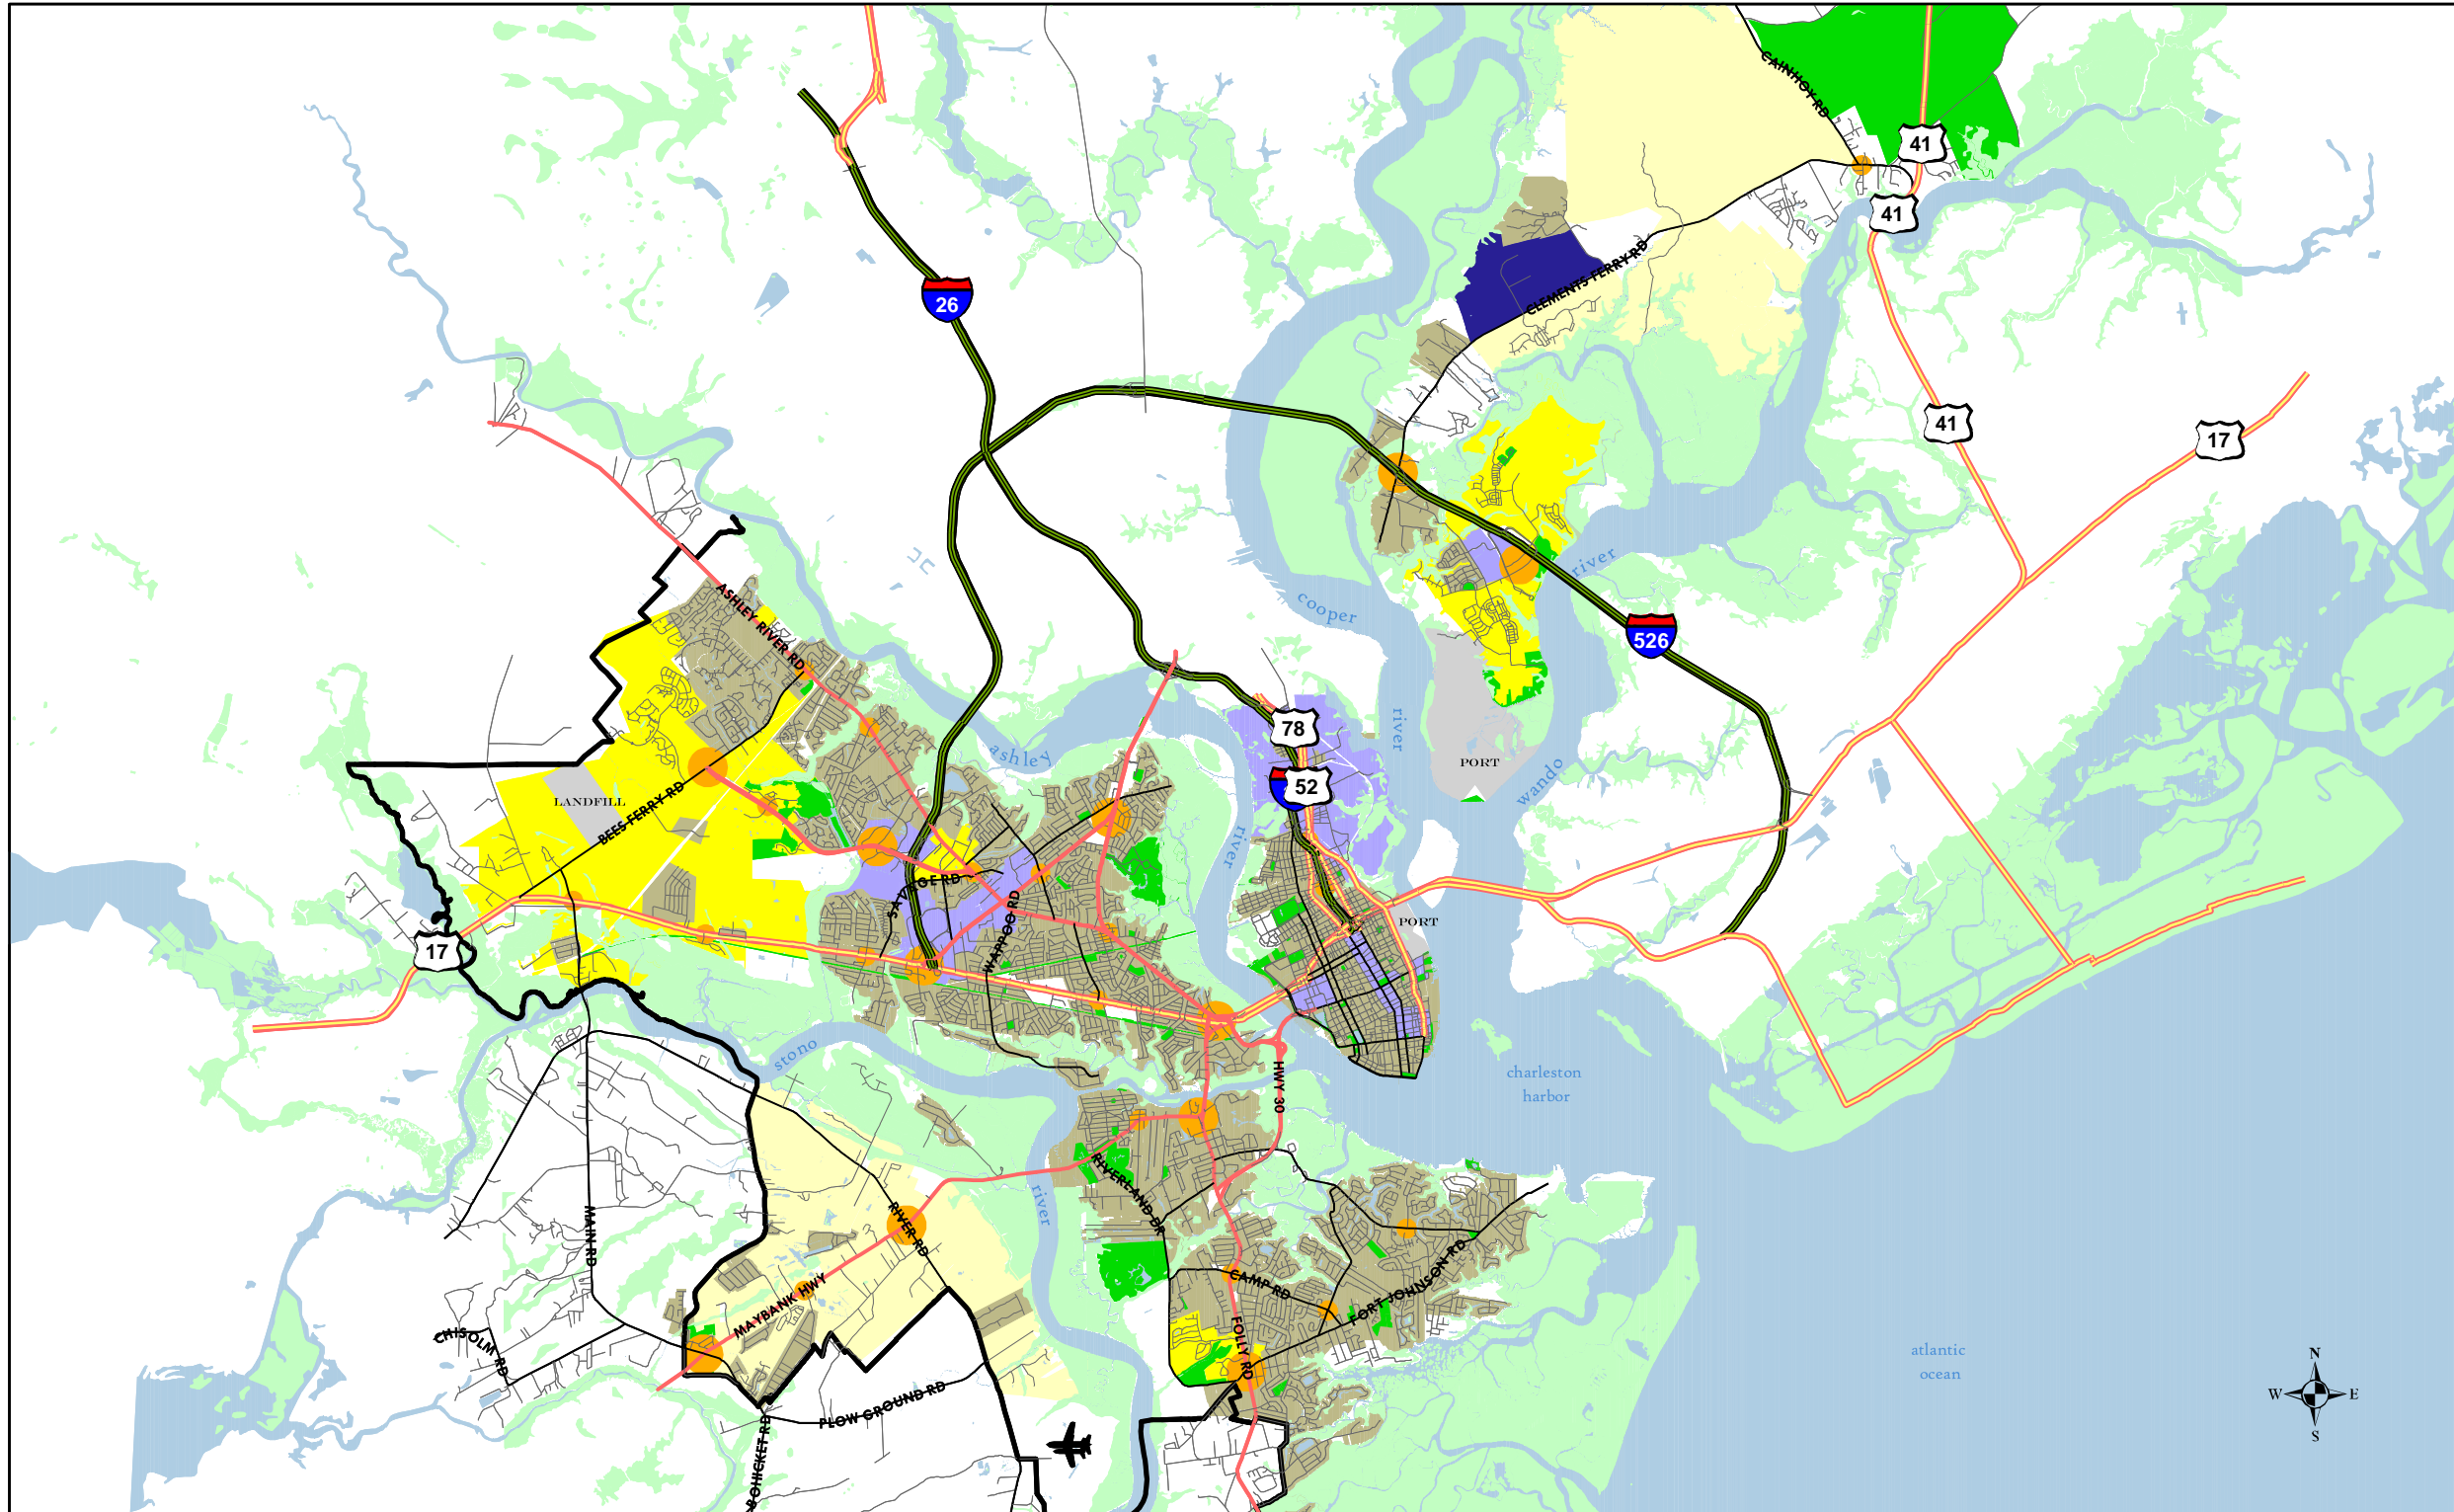 CAINHOY RD
41
41
CLEMENTS FERRY RD
26
41
17
river
cooper
ASHLEY RIVER RD
526
river
78
ashley
PORT
52
wando
LANDFILL
BEES FERRY RD
river
SAVAGE RD
WAPPOO RD
PORT
17
stono
HWY 30
charleston
harbor
RIVERLAND DR
river
RIVER RD
MAIN RD
CAMP RD
FORT JOHNSON RD
MAYBANK HWY
CHISOLM RD
FOLLY RD
atlantic
ocean
N
W
E
S
PLOW GROUND RD
BOHICKET RD